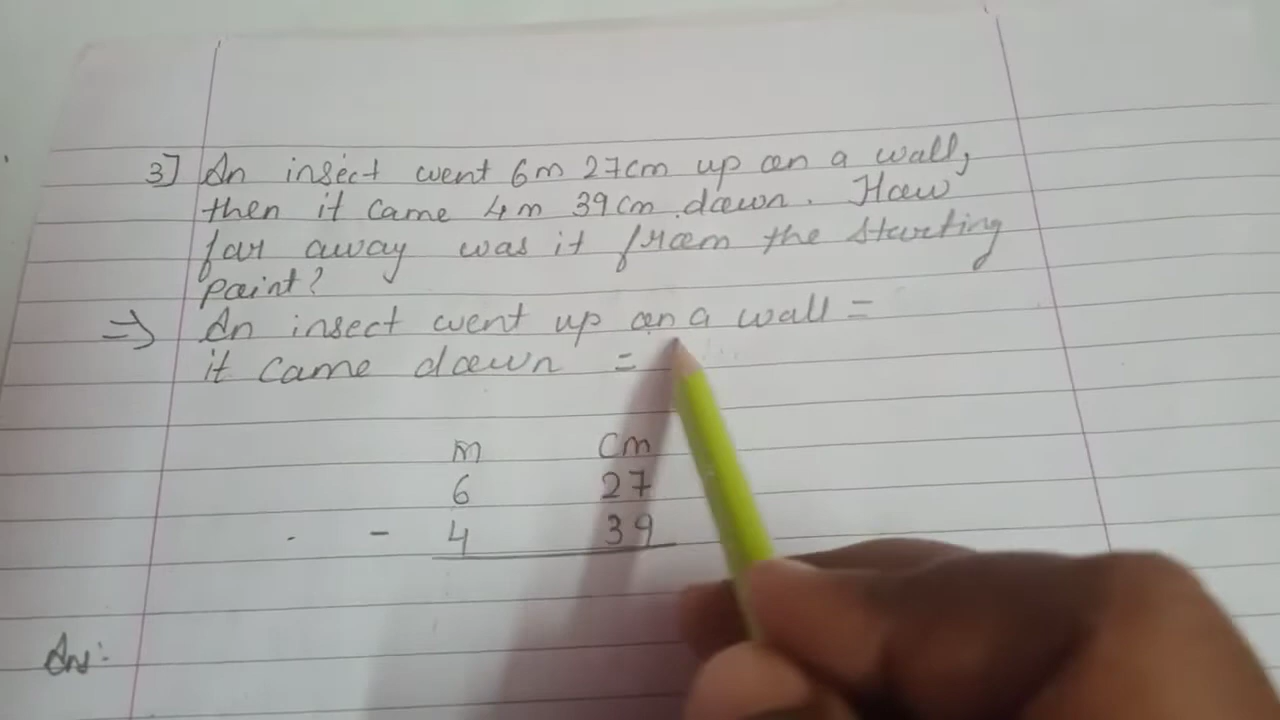 3] An insect went 6m 27cm up on a wall,
then it came 4m 39cm down. How
far away was it from the starting
point?
⇒ An insect went up on a wall =
it came down =
m cm
6 27
- 4 39
Ans: